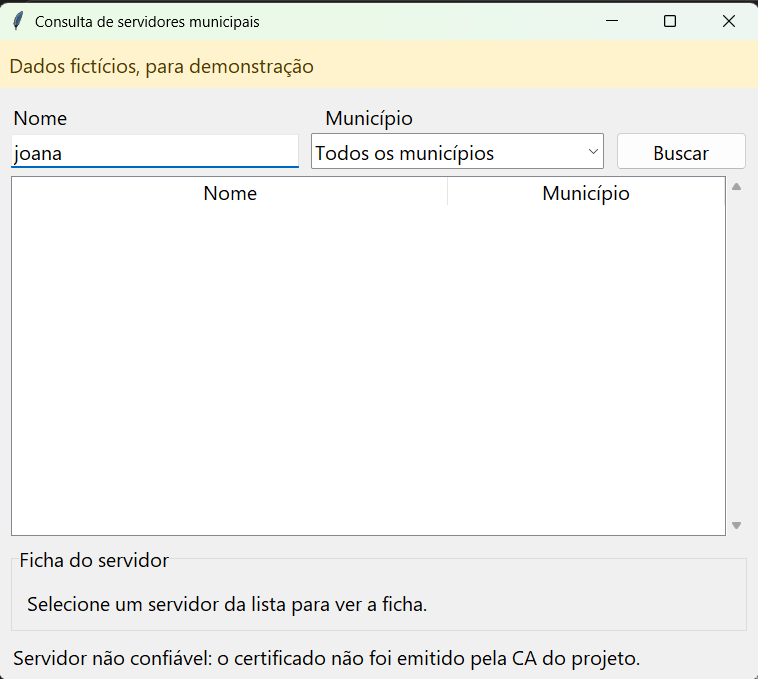 Consulta de servidores municipais
Dados fictícios, para demonstração
Nome Município
joana Todos os municípios Buscar
Nome Município
Ficha do servidor
Selecione um servidor da lista para ver a ficha.
Servidor não confiável: o certificado não foi emitido pela CA do projeto.